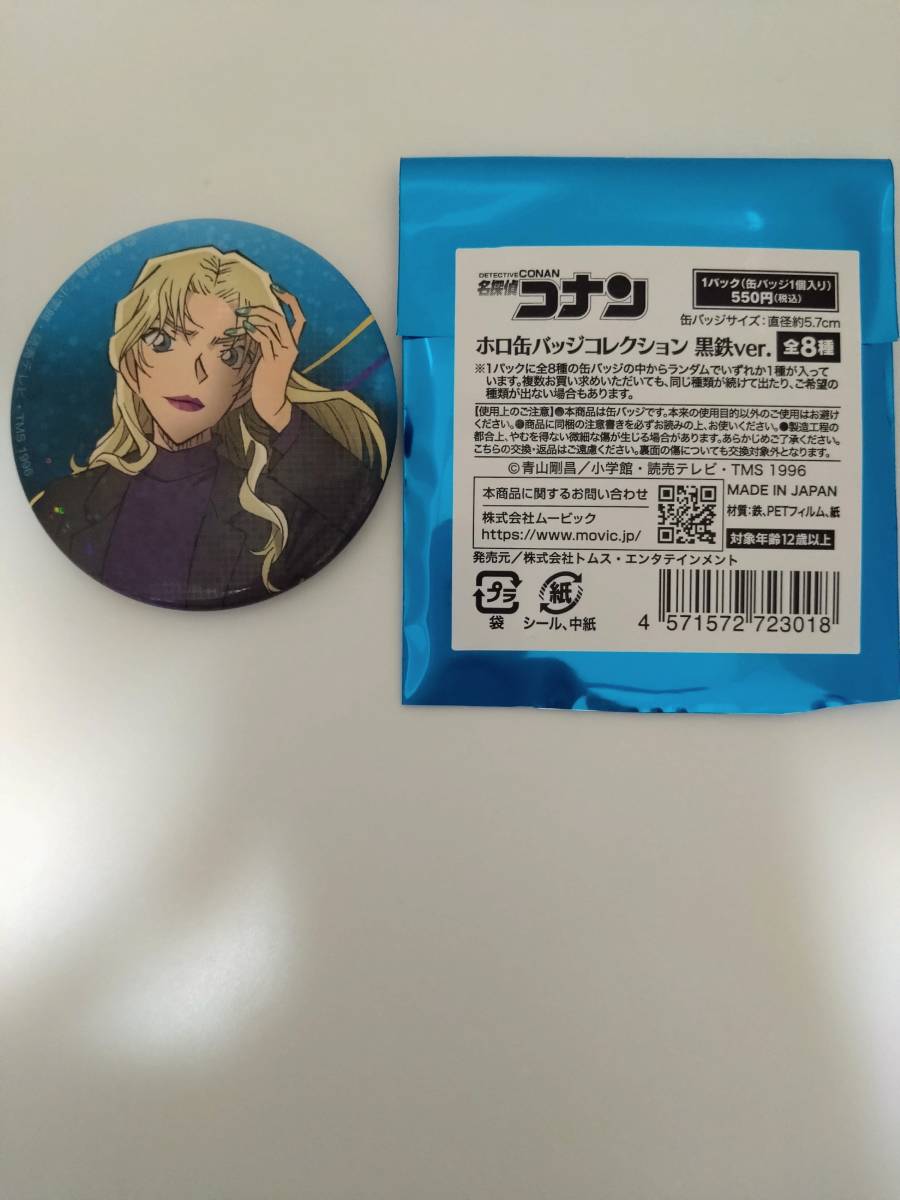 読売テレビ・TMS 1996
DETECTIVE CONAN
名探偵
コナン
1パック(缶バッジ1個入り)
550円(税込)
缶バッジサイズ:直径約5.7cm
ホロ缶バッジコレクション 黒鉄ver. 全8種
※1パックに全8種の缶バッジの中からランダムでいずれか1種が入って
います。複数お買い求めいただいても、同じ種類が続けて出たり、ご希望の
種類が出ない場合もあります。
【使用上のご注意】●本商品は缶バッジです。本来の使用目的以外のご使用はお避け
ください。●商品に同梱の注意書きを必ずお読みの上、お使いください。●製造工程の
都合上、やむを得ない微細な傷が生じる場合があります。あらかじめご了承ください。
こちらの交換・返品はご遠慮ください。裏面の傷についても交換対象外となります。
©青山剛昌/小学館・読売テレビ・TMS 1996
本商品に関するお問い合わせ
株式会社ムービック
https://www.movic.jp/
MADE IN JAPAN
材質:鉄、PETフィルム、紙
対象年齢12歳以上
発売元/株式会社トムス・エンタテインメント
プラ
袋
紙
シール、中紙
4 571572 723018